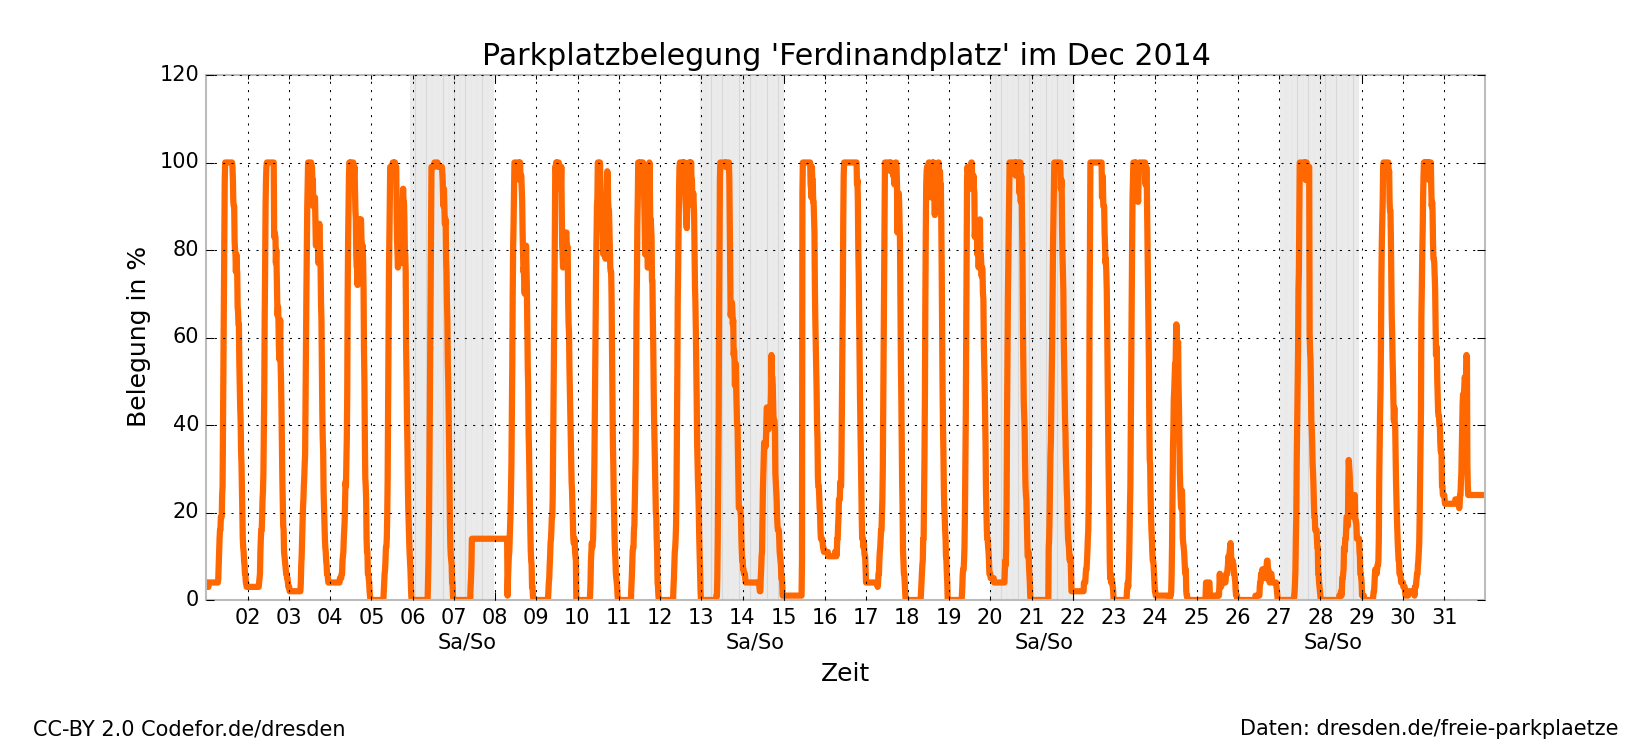 Parkplatzbelegung 'Ferdinandplatz' im Dec 2014
120
100
80
60
40
20
0
Belegung in %
02 03 04 05 06 07 08 09 10 11 12 13 14 15 16 17 18 19 20 21 22 23 24 25 26 27 28 29 30 31
Sa/So Sa/So Sa/So Sa/So
Zeit
CC-BY 2.0 Codefor.de/dresden
Daten: dresden.de/freie-parkplaetze